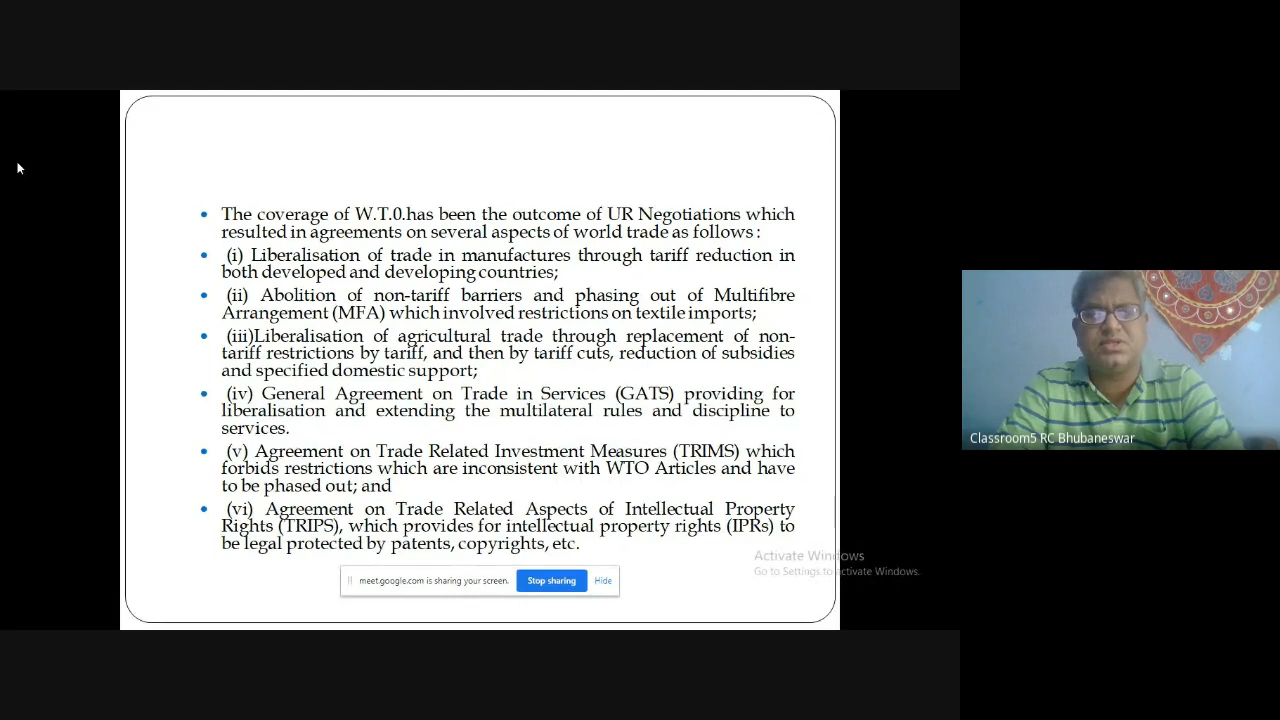 The coverage of W.T.0.has been the outcome of UR Negotiations which
resulted in agreements on several aspects of world trade as follows :
(i) Liberalisation of trade in manufactures through tariff reduction in
both developed and developing countries;
(ii) Abolition of non-tariff barriers and phasing out of Multifibre
Arrangement (MFA) which involved restrictions on textile imports;
(iii)Liberalisation of agricultural trade through replacement of non-
tariff restrictions by tariff, and then by tariff cuts, reduction of subsidies
and specified domestic support;
(iv) General Agreement on Trade in Services (GATS) providing for
liberalisation and extending the multilateral rules and discipline to
services.
(v) Agreement on Trade Related Investment Measures (TRIMS) which
forbids restrictions which are inconsistent with WTO Articles and have
to be phased out; and
(vi) Agreement on Trade Related Aspects of Intellectual Property
Rights (TRIPS), which provides for intellectual property rights (IPRs) to
be legal protected by patents, copyrights, etc.
meet.google.com is sharing your screen. Stop sharing Hide
Activate Windows
Go to Settings to activate Windows.
Classroom5 RC Bhubaneswar